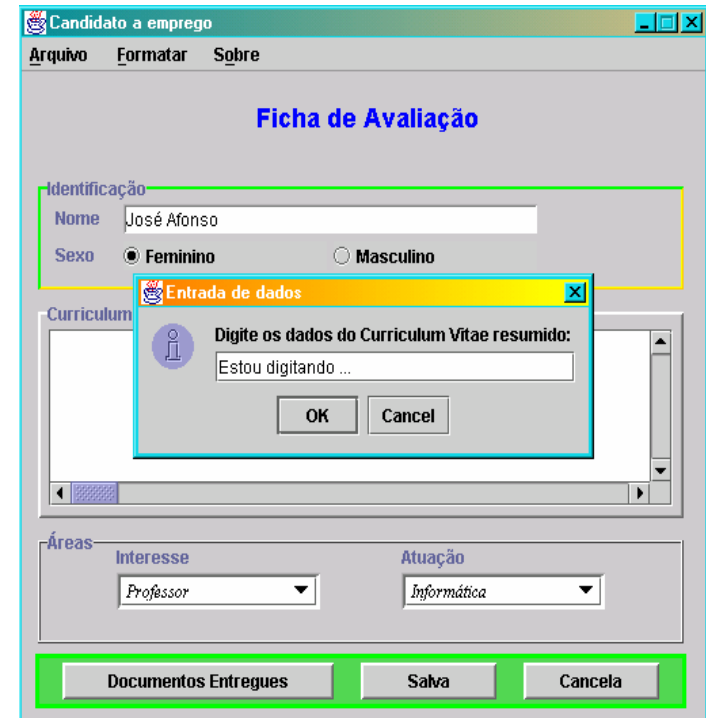 Candidato a emprego
Arquivo Formatar Sobre
Ficha de Avaliação
Identificação
Nome José Afonso
Sexo Feminino Masculino
Entrada de dados
Curriculum
Digite os dados do Curriculum Vitae resumido:
Estou digitando ...
OK Cancel
Áreas
Interesse Atuação
Professor Informática
Documentos Entregues Salva Cancela